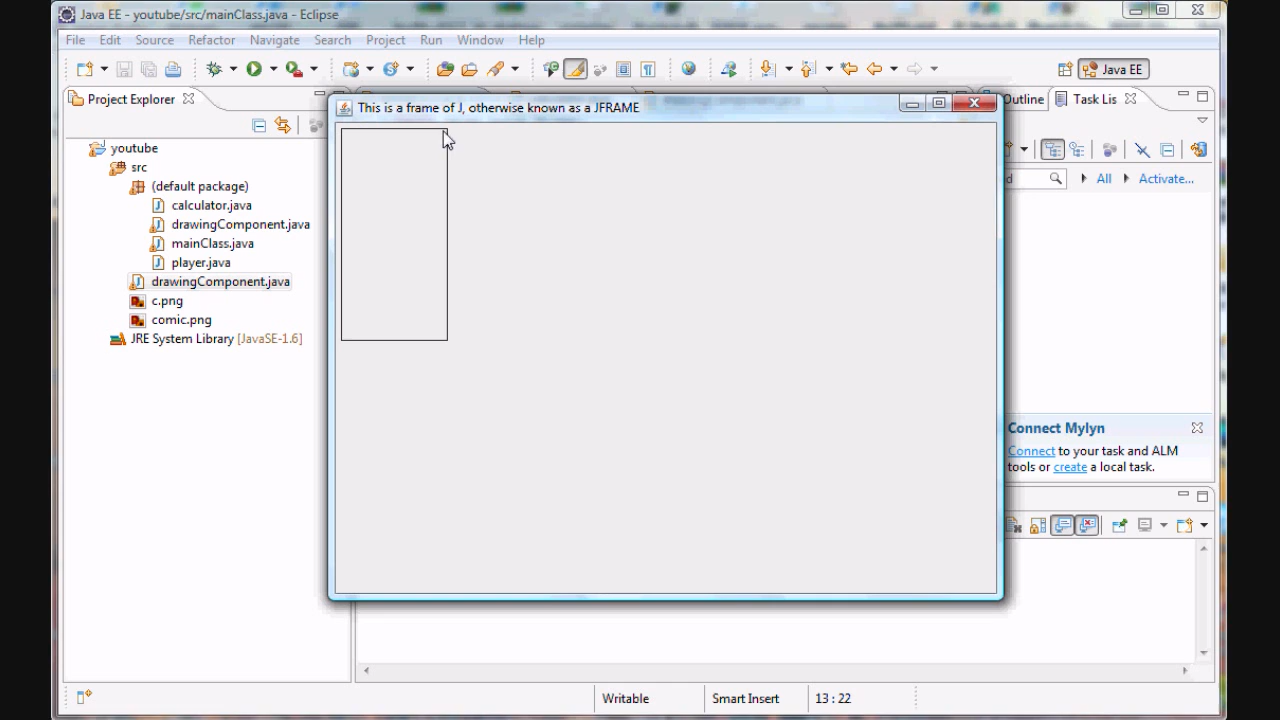 Java EE - youtube/src/mainClass.java - Eclipse
File Edit Source Refactor Navigate Search Project Run Window Help
Java EE
Project Explorer
This is a frame of J, otherwise known as a JFRAME
Outline
Task Lis
youtube
src
(default package)
calculator.java
drawingComponent.java
mainClass.java
player.java
drawingComponent.java
c.png
comic.png
JRE System Library [JavaSE-1.6]
d
All
Activate...
Connect Mylyn
Connect to your task and ALM
tools or create a local task.
Writable
Smart Insert
13 : 22